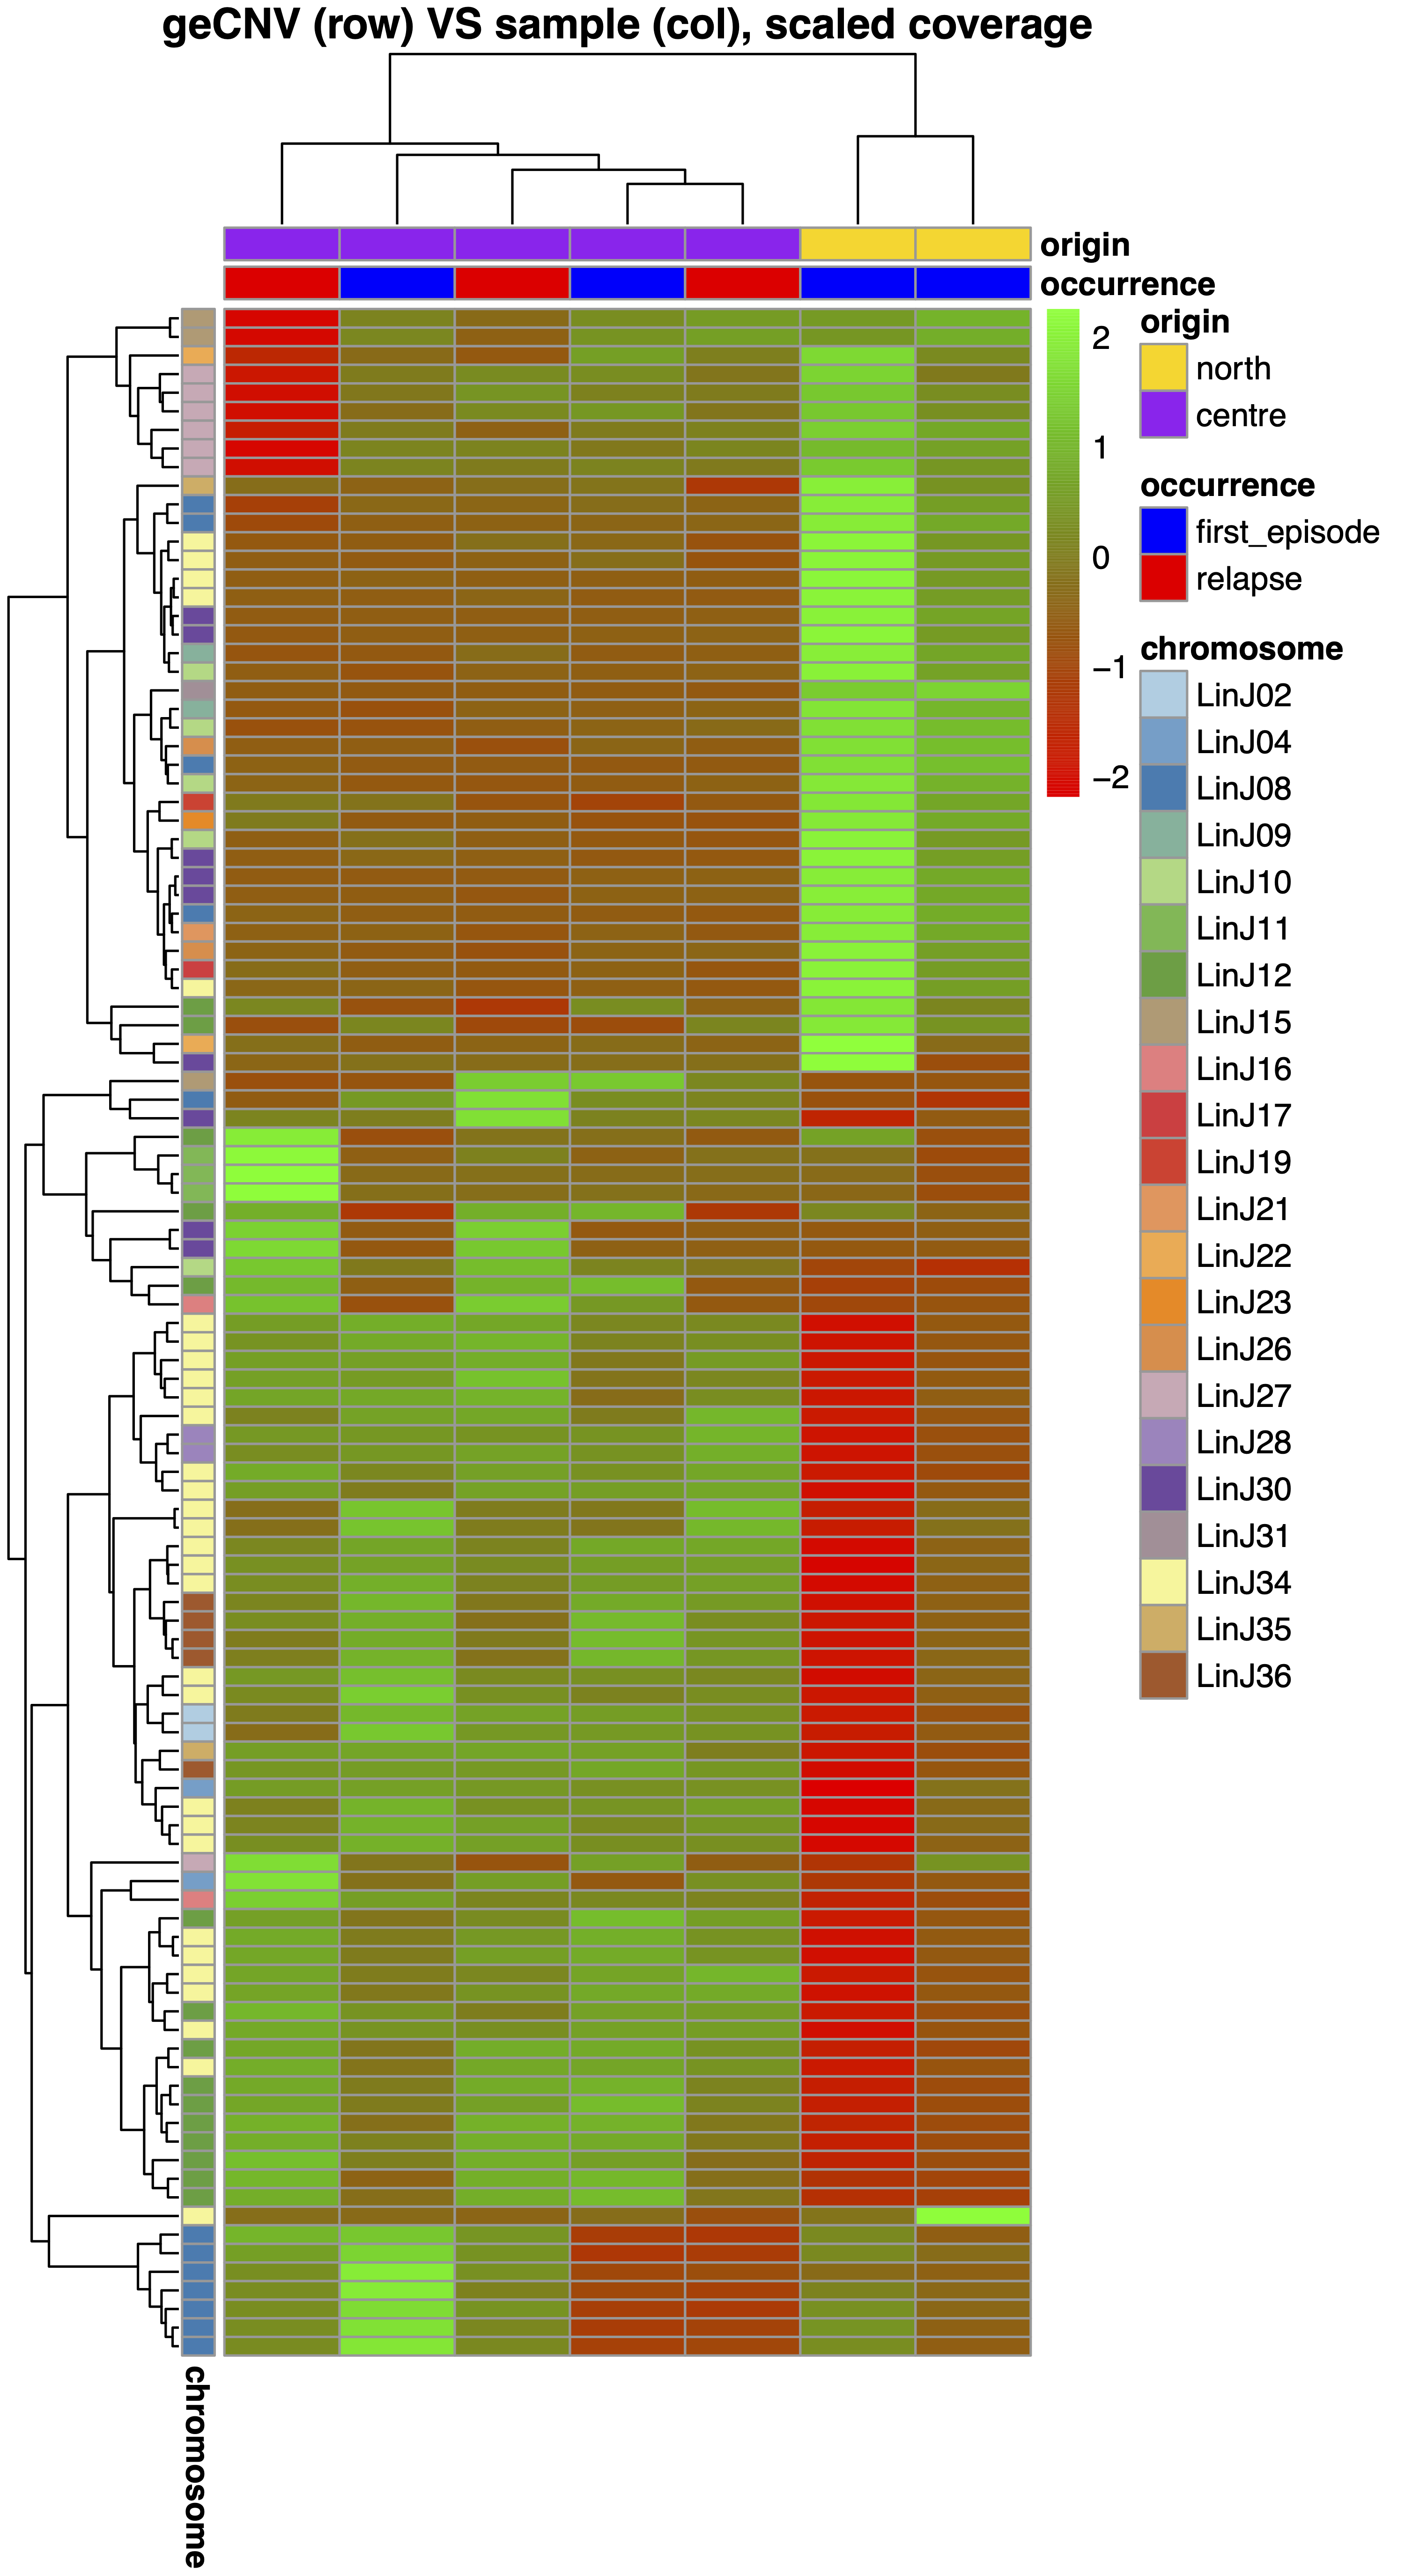 geCNV (row) VS sample (col), scaled coverage
origin
occurrence
2
1
0
−1
−2
origin
north
centre
occurrence
first_episode
relapse
chromosome
LinJ02
LinJ04
LinJ08
LinJ09
LinJ10
LinJ11
LinJ12
LinJ15
LinJ16
LinJ17
LinJ19
LinJ21
LinJ22
LinJ23
LinJ26
LinJ27
LinJ28
LinJ30
LinJ31
LinJ34
LinJ35
LinJ36
chromosome